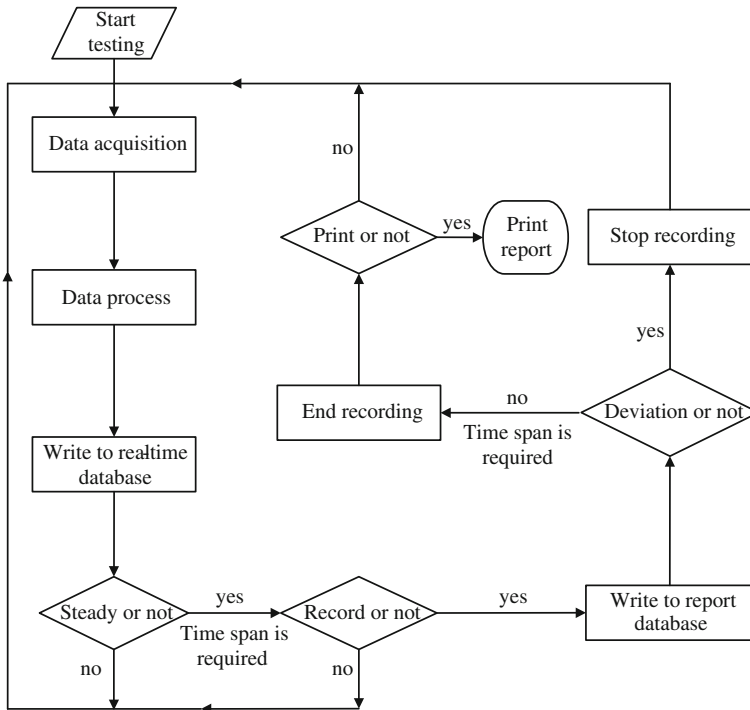 Start
testing
Data acquisition
Data process
Write to real-time
database
Steady or not
yes
Time span is
required
no
Record or not
no
yes
Write to report
database
Deviation or not
yes
Stop recording
no
Time span is
required
End recording
Print or not
no
yes
Print
report